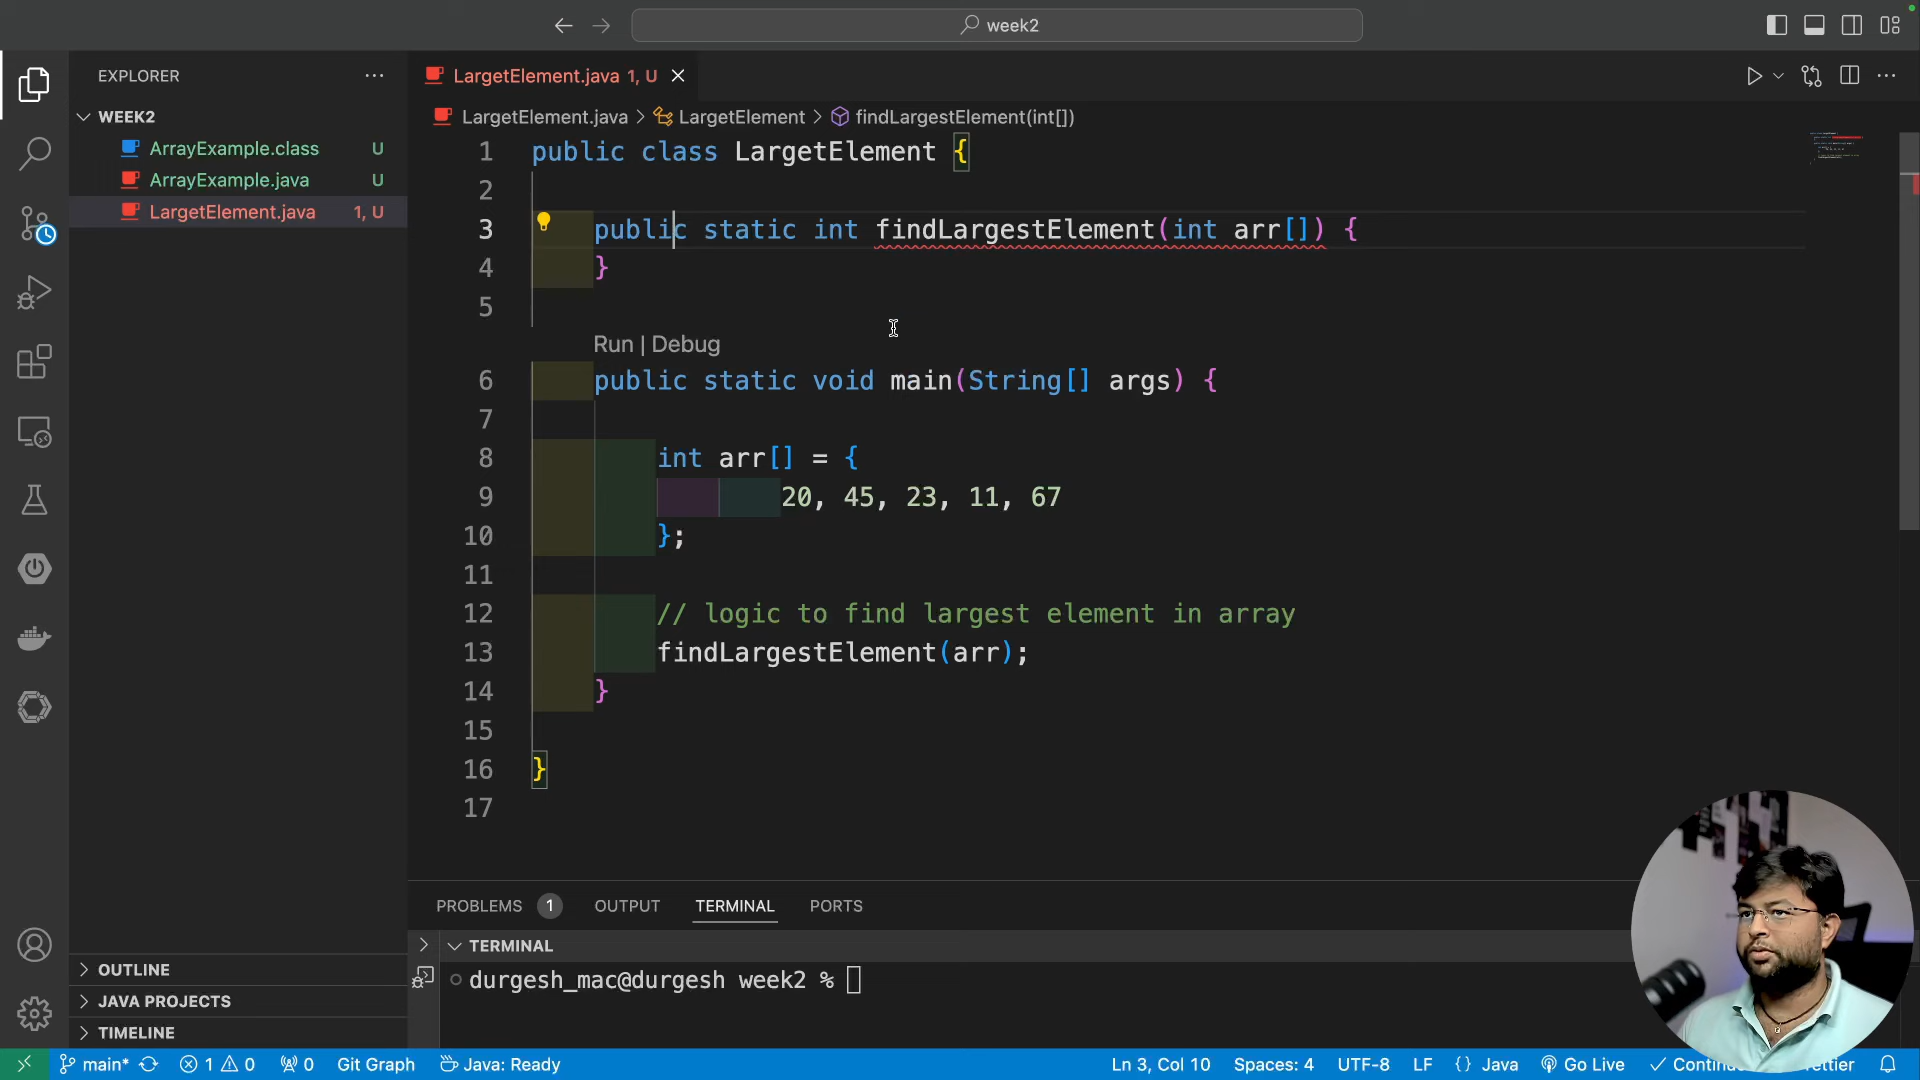 week2
EXPLORER
WEEK2
ArrayExample.class U
ArrayExample.java U
LargetElement.java 1, U
LargetElement.java 1, U
LargetElement.java > LargetElement > findLargestElement(int[])
1 public class LargetElement {
2
3 public static int findLargestElement(int arr[]) {
4 }
5
Run | Debug
6 public static void main(String[] args) {
7
8 int arr[] = {
9 20, 45, 23, 11, 67
10 };
11
12 // logic to find largest element in array
13 findLargestElement(arr);
14 }
15
16 }
17
PROBLEMS 1 OUTPUT TERMINAL PORTS
TERMINAL
durgesh_mac@durgesh week2 %
OUTLINE
JAVA PROJECTS
TIMELINE
main* 1 0 0 Git Graph Java: Ready Ln 3, Col 10 Spaces: 4 UTF-8 LF {} Java Go Live